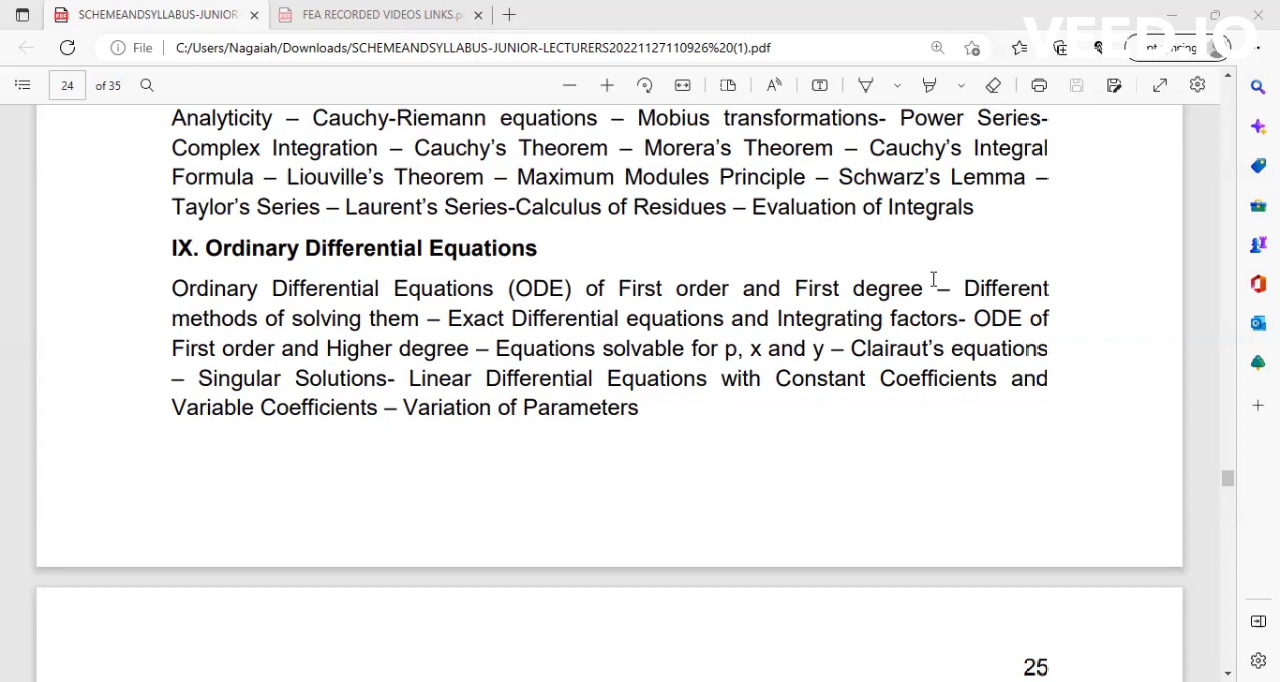 SCHEMEANDSYLLABUS-JUNIOR
FEA RECORDED VIDEOS LINKS.p
VEED.IO
File
C:/Users/Nagaiah/Downloads/SCHEMEANDSYLLABUS-JUNIOR-LECTURERS20221127110926%20(1).pdf
24 of 35
Analyticity – Cauchy-Riemann equations – Mobius transformations- Power Series-
Complex Integration – Cauchy’s Theorem – Morera’s Theorem – Cauchy’s Integral
Formula – Liouville’s Theorem – Maximum Modules Principle – Schwarz’s Lemma –
Taylor’s Series – Laurent’s Series-Calculus of Residues – Evaluation of Integrals
IX. Ordinary Differential Equations
Ordinary Differential Equations (ODE) of First order and First degree – Different
methods of solving them – Exact Differential equations and Integrating factors- ODE of
First order and Higher degree – Equations solvable for p, x and y – Clairaut’s equations
– Singular Solutions- Linear Differential Equations with Constant Coefficients and
Variable Coefficients – Variation of Parameters
25